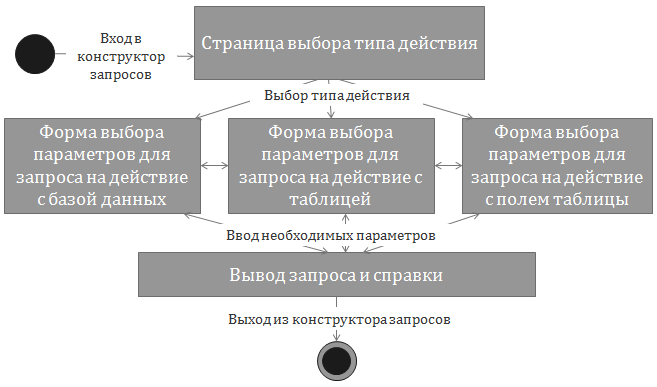 Вход в
конструктор
запросов
Страница выбора типа действия
Выбор типа действия
Форма выбора
параметров для
запроса на действие
с базой данных
Форма выбора
параметров для
запроса на действие с
таблицей
Форма выбора
параметров для
запроса на действие
с полем таблицы
Ввод необходимых параметров
Вывод запроса и справки
Выход из конструктора запросов